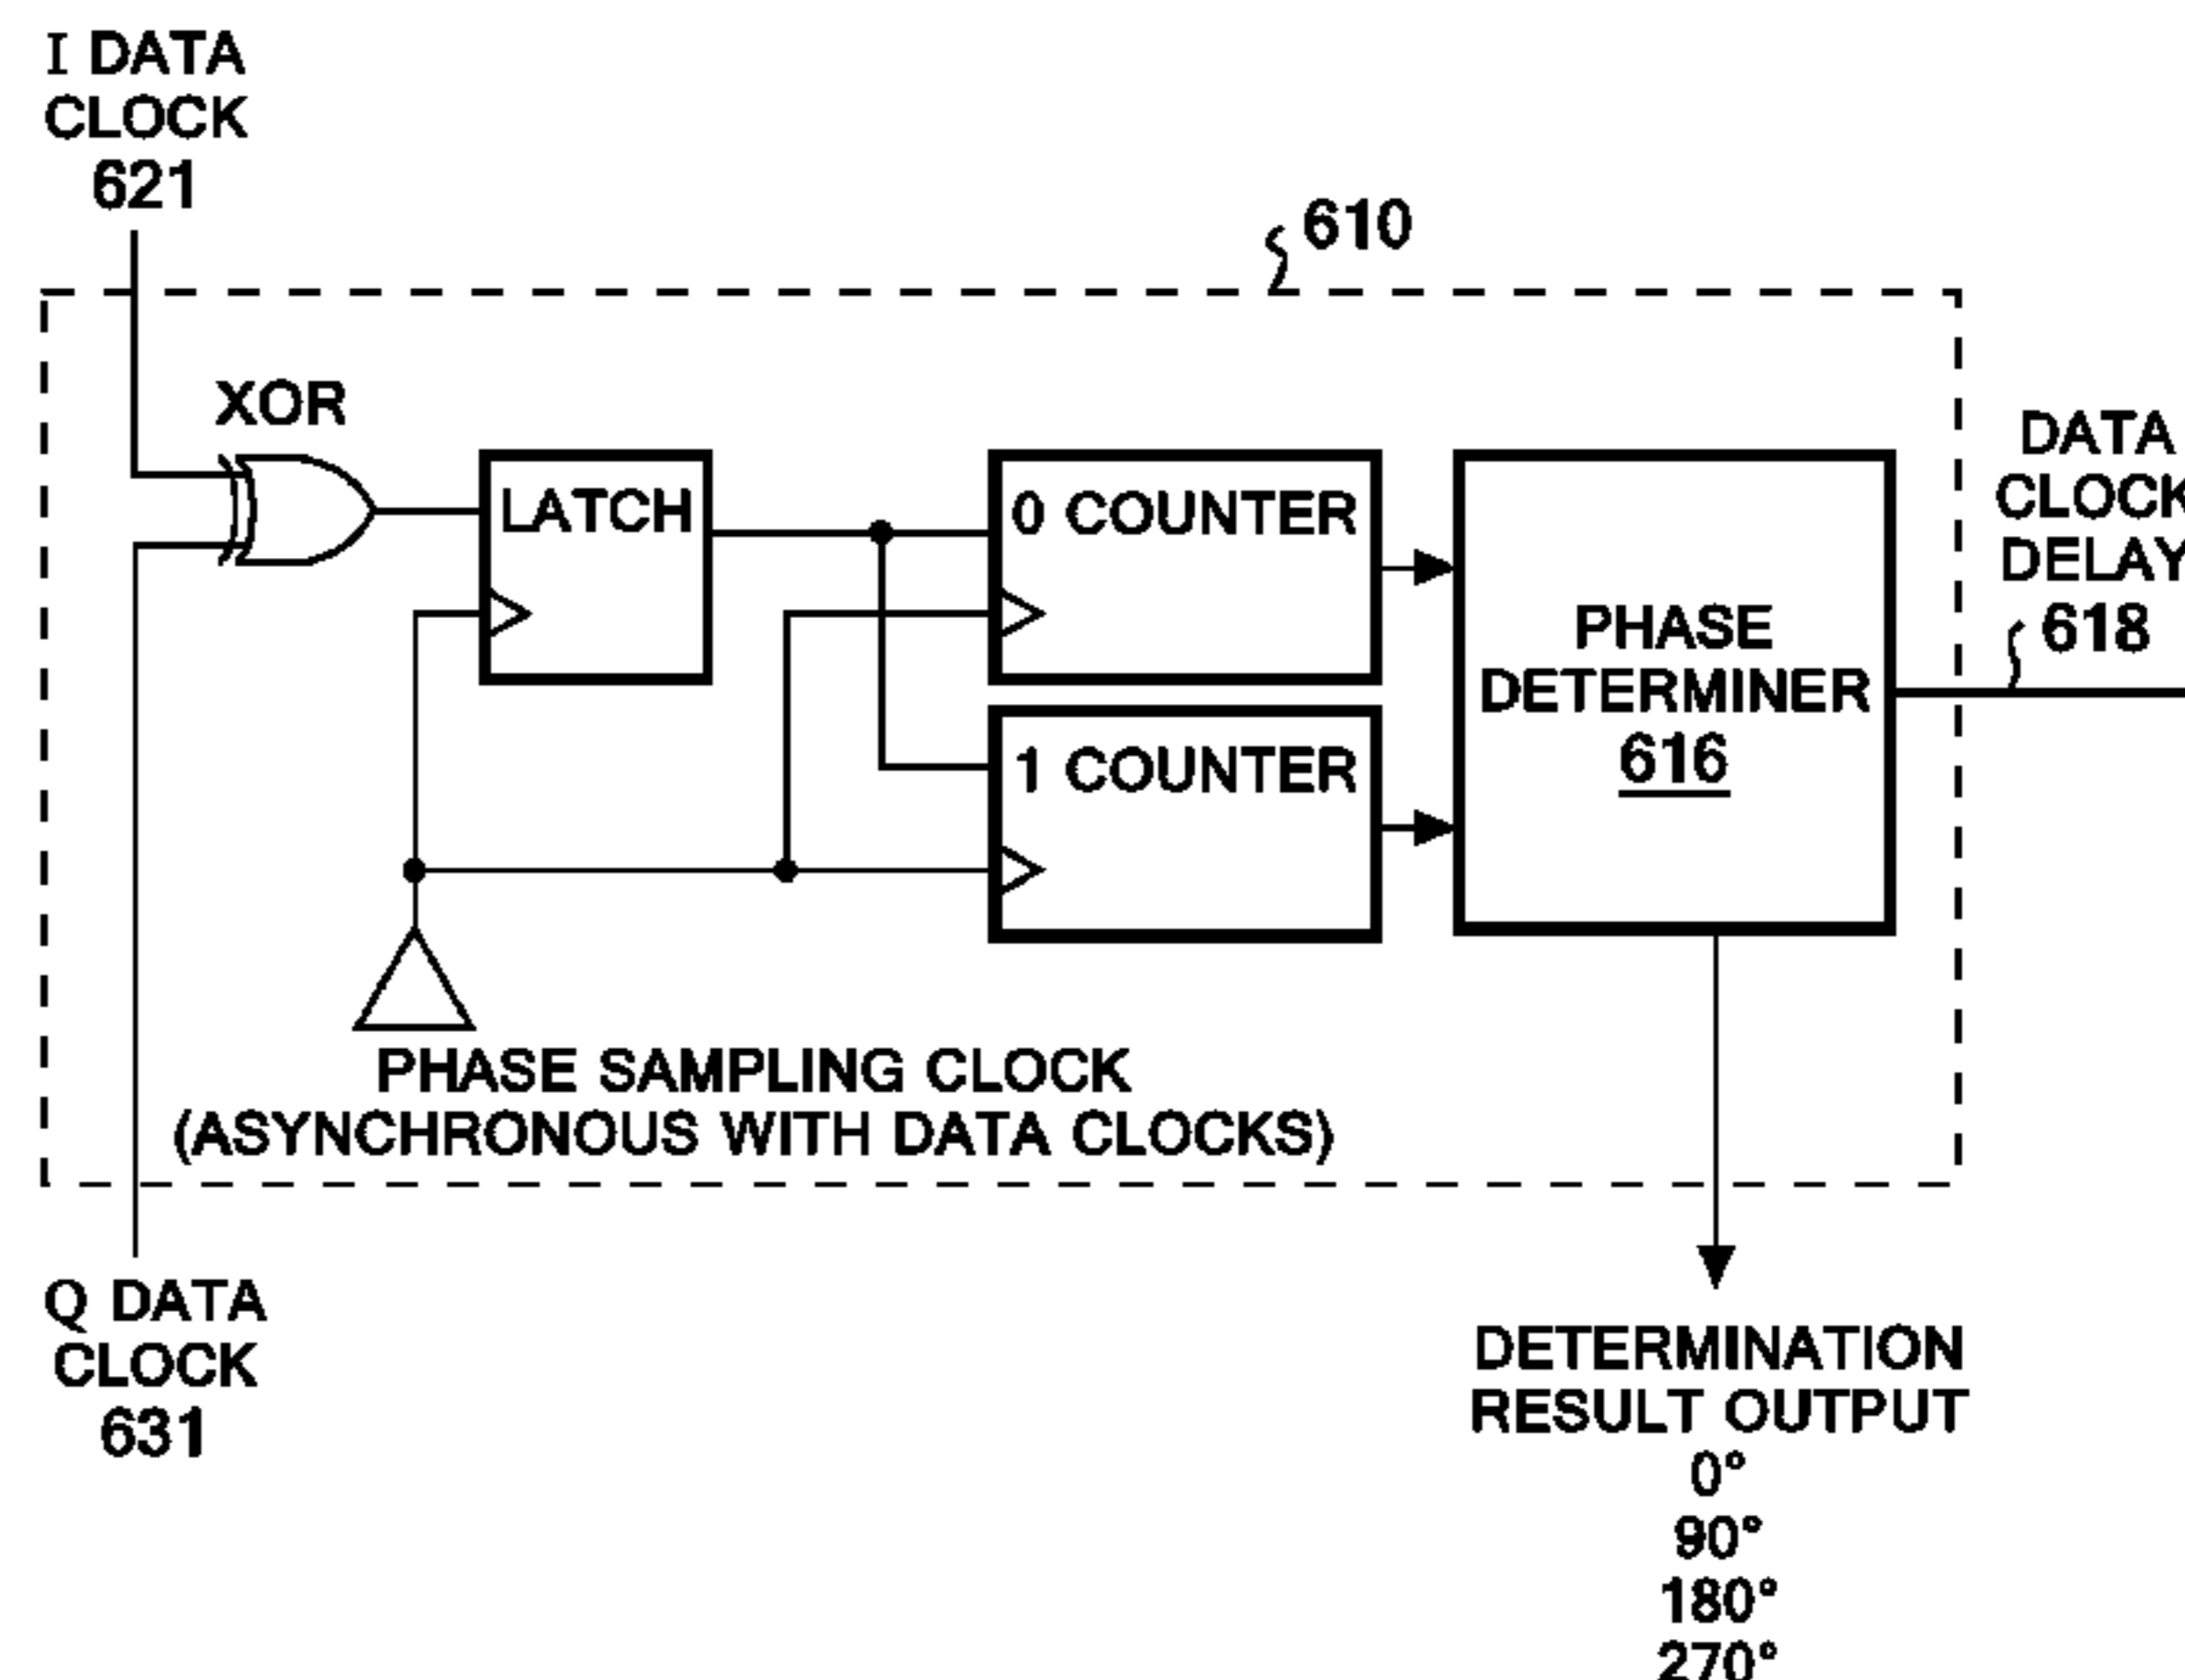 I DATA
CLOCK
621
610
XOR
LATCH
0 COUNTER
1 COUNTER
PHASE
DETERMINER
616
DATA
CLOCK
DELAY
618
PHASE SAMPLING CLOCK
(ASYNCHRONOUS WITH DATA CLOCKS)
Q DATA
CLOCK
631
DETERMINATION
RESULT OUTPUT
0°
90°
180°
270°